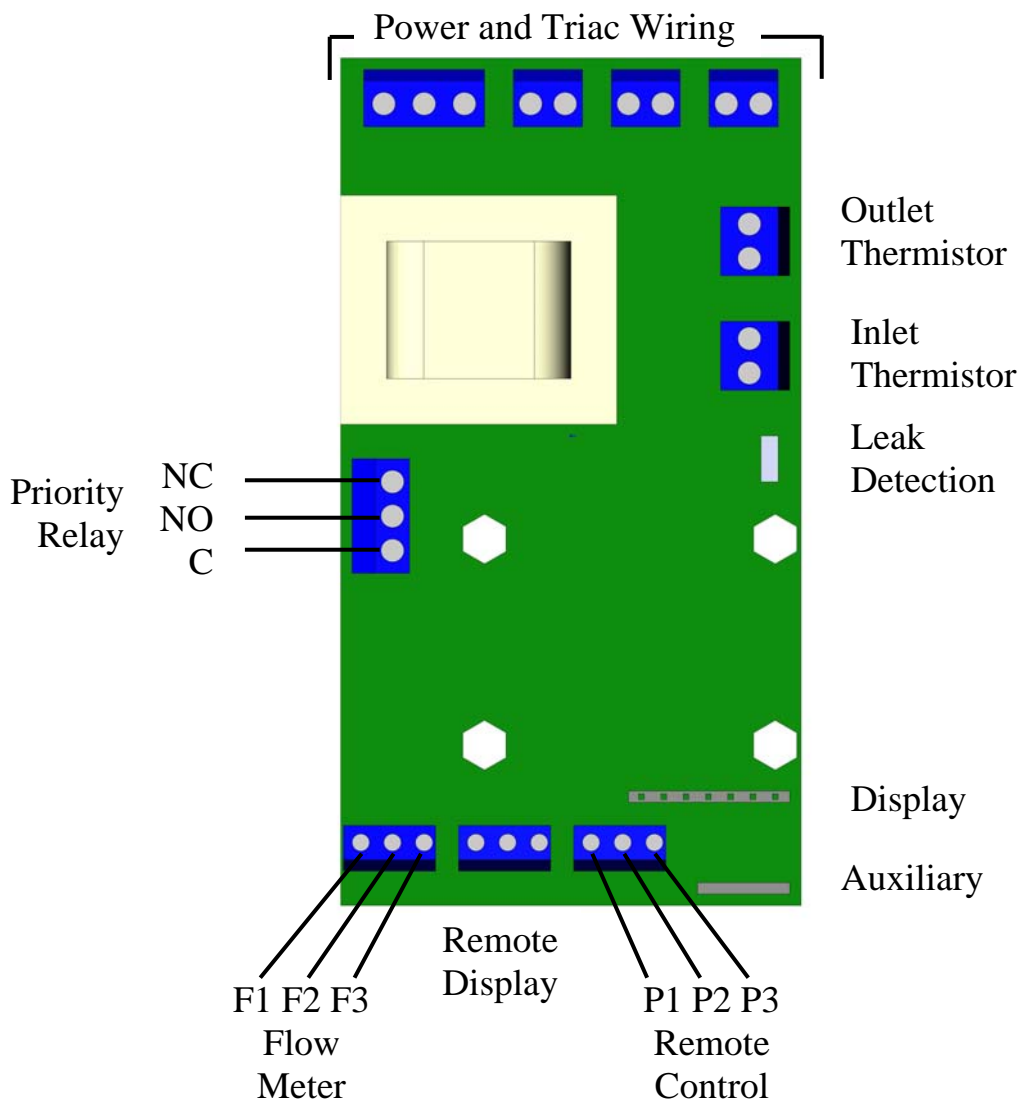 Power and Triac Wiring
Outlet
Thermistor
Inlet
Thermistor
Leak
Detection
Priority
Relay
NC
NO
C
Display
Auxiliary
F1 F2 F3
Flow
Meter
Remote
Display
P1 P2 P3
Remote
Control